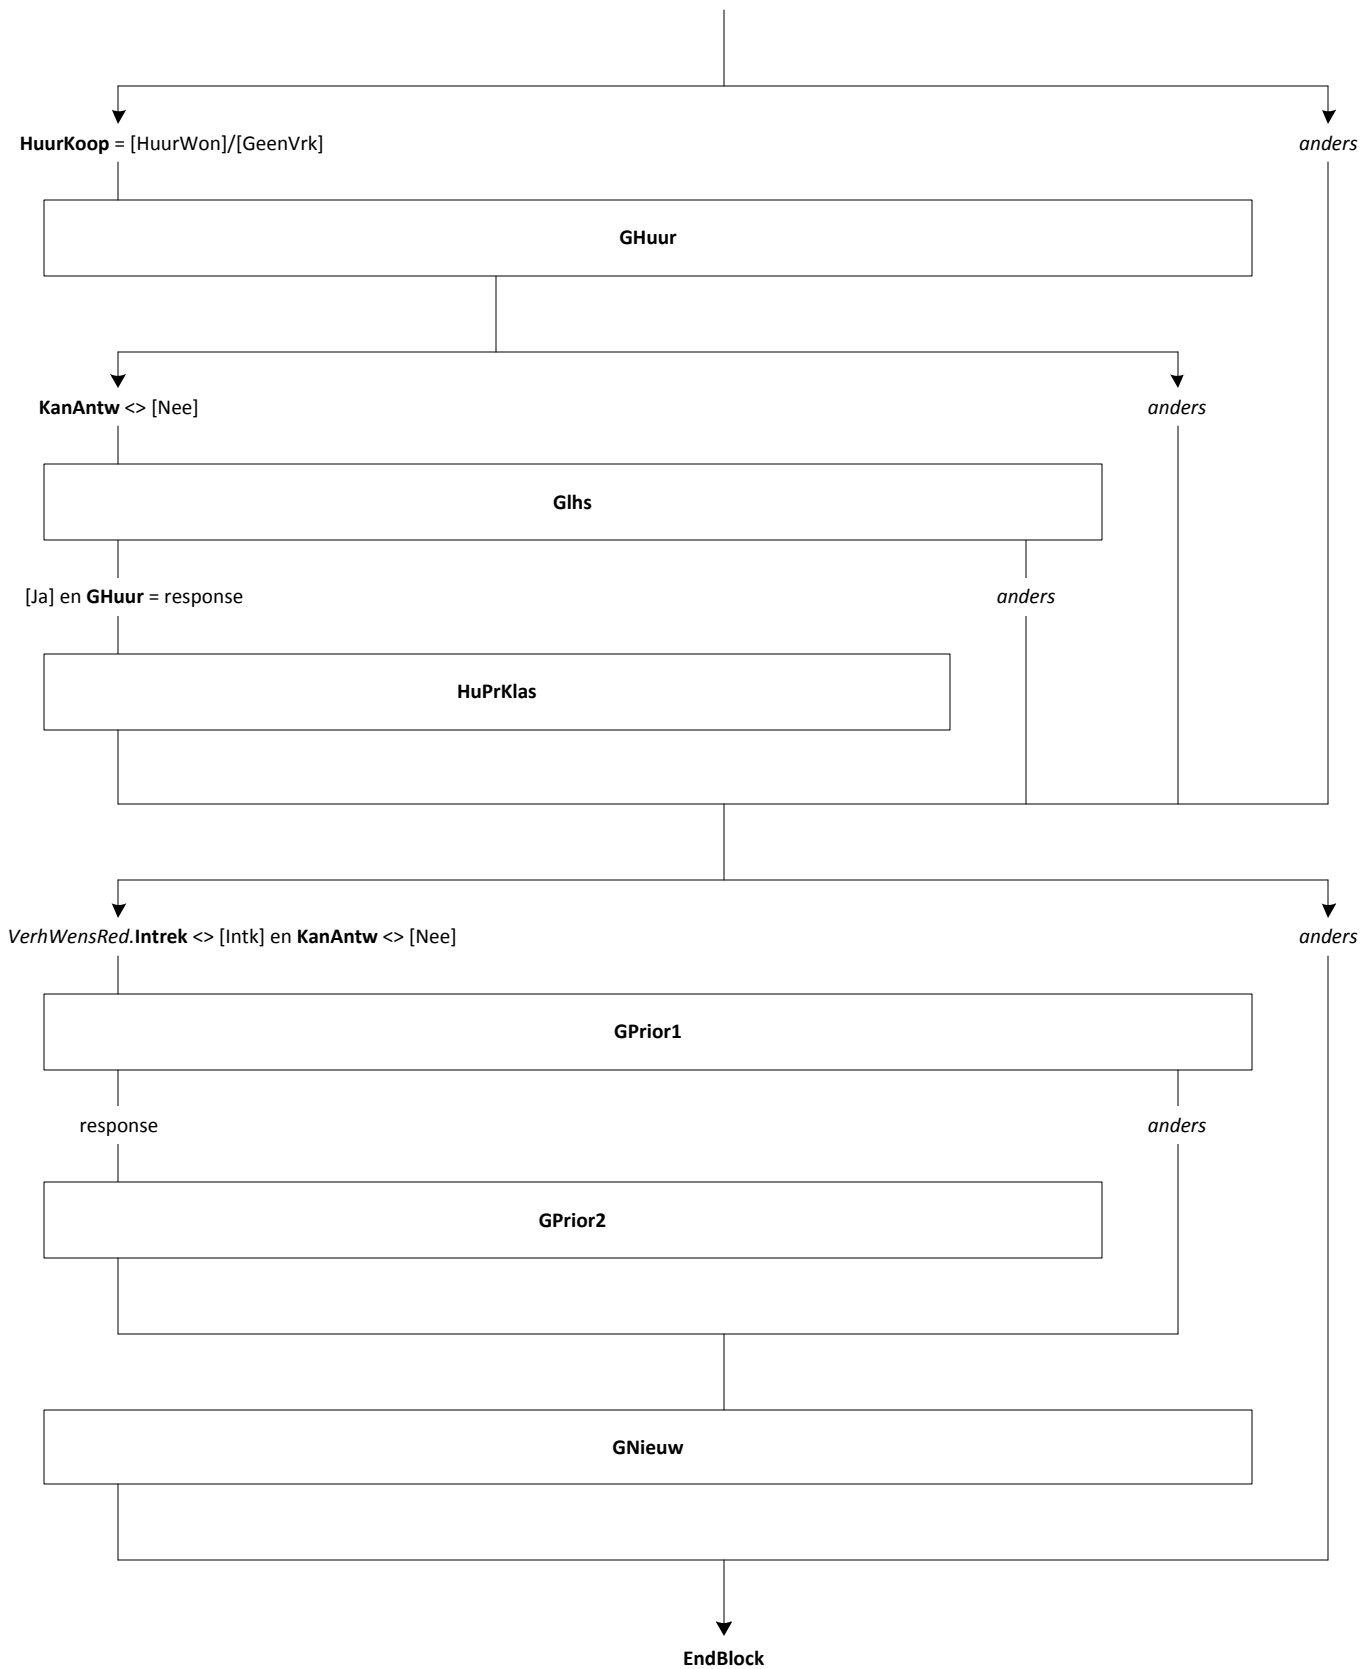 HuurKoop = [HuurWon]/[GeenVrk]
anders
GHuur
KanAntw <> [Nee]
anders
GIhs
[Ja] en GHuur = response
anders
HuPrKlas
VerhWensRed.Intrek <> [Intk] en KanAntw <> [Nee]
anders
GPrior1
response
anders
GPrior2
GNieuw
EndBlock